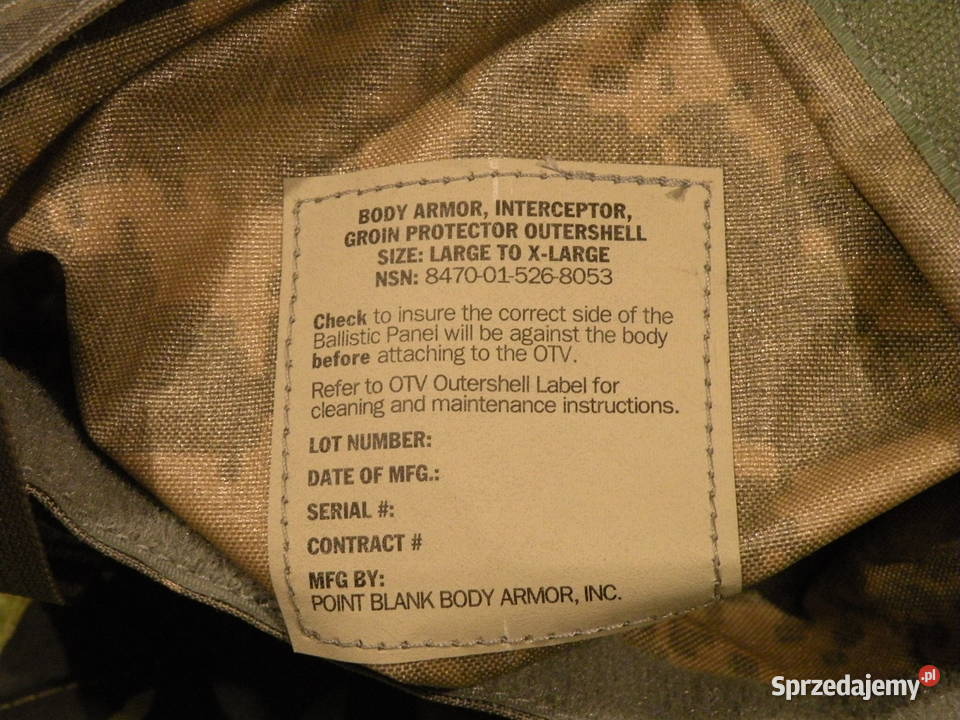 BODY ARMOR, INTERCEPTOR,
GROIN PROTECTOR OUTERSHELL
SIZE: LARGE TO X-LARGE
NSN: 8470-01-526-8053
Check to insure the correct side of the
Ballistic Panel will be against the body
before attaching to the OTV.
Refer to OTV Outershell Label for
cleaning and maintenance instructions.
LOT NUMBER:
DATE OF MFG.:
SERIAL #:
CONTRACT #
MFG BY:
POINT BLANK BODY ARMOR, INC.
Sprzedajemy.pl